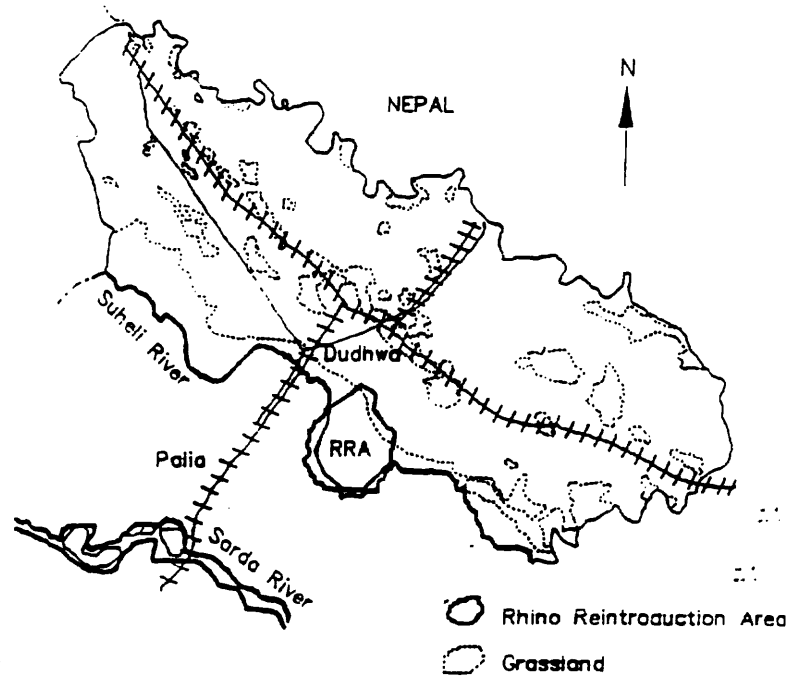 N
NEPAL
Suheli River
Dudhwa
RRA
Palia
Sarda River
Rhino Reintroduction Area
Grassland